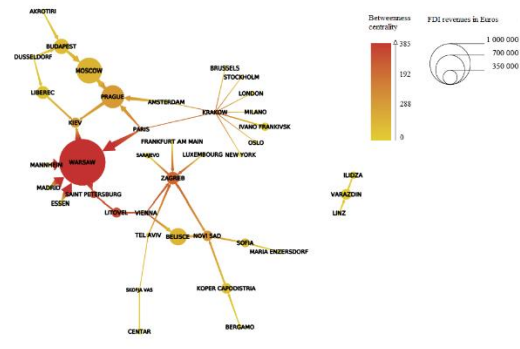 AKROTIRI
BUDAPEST
DUSSELDORF
MOSCOW
LIBEREC
PRAGUE
AMSTERDAM
KIEV
PARIS
BRUSSELS
STOCKHOLM
LONDON
KRAKOW
MILANO
IVANO FRANKIVSK
OSLO
NEW YORK
FRANKFURT AM MAIN
SARAJEVO
LUXEMBOURG
WARSAW
MANNHEIM
ZAGREB
MADRID
SAINT PETERSBURG
ESSEN
LITOVEL
VIENNA
TEL AVIV
BELISCE
NOVI SAD
SOFIA
MARIA ENZERSDORF
SKOFJA VAS
KOPER CAPODISTRIA
CENTAR
BERGAMO
ILIDZA
VARAZDIN
LINZ
Betweenness
centrality
385
192
288
0
FDI revenues in Euros
1 000 000
700 000
350 000